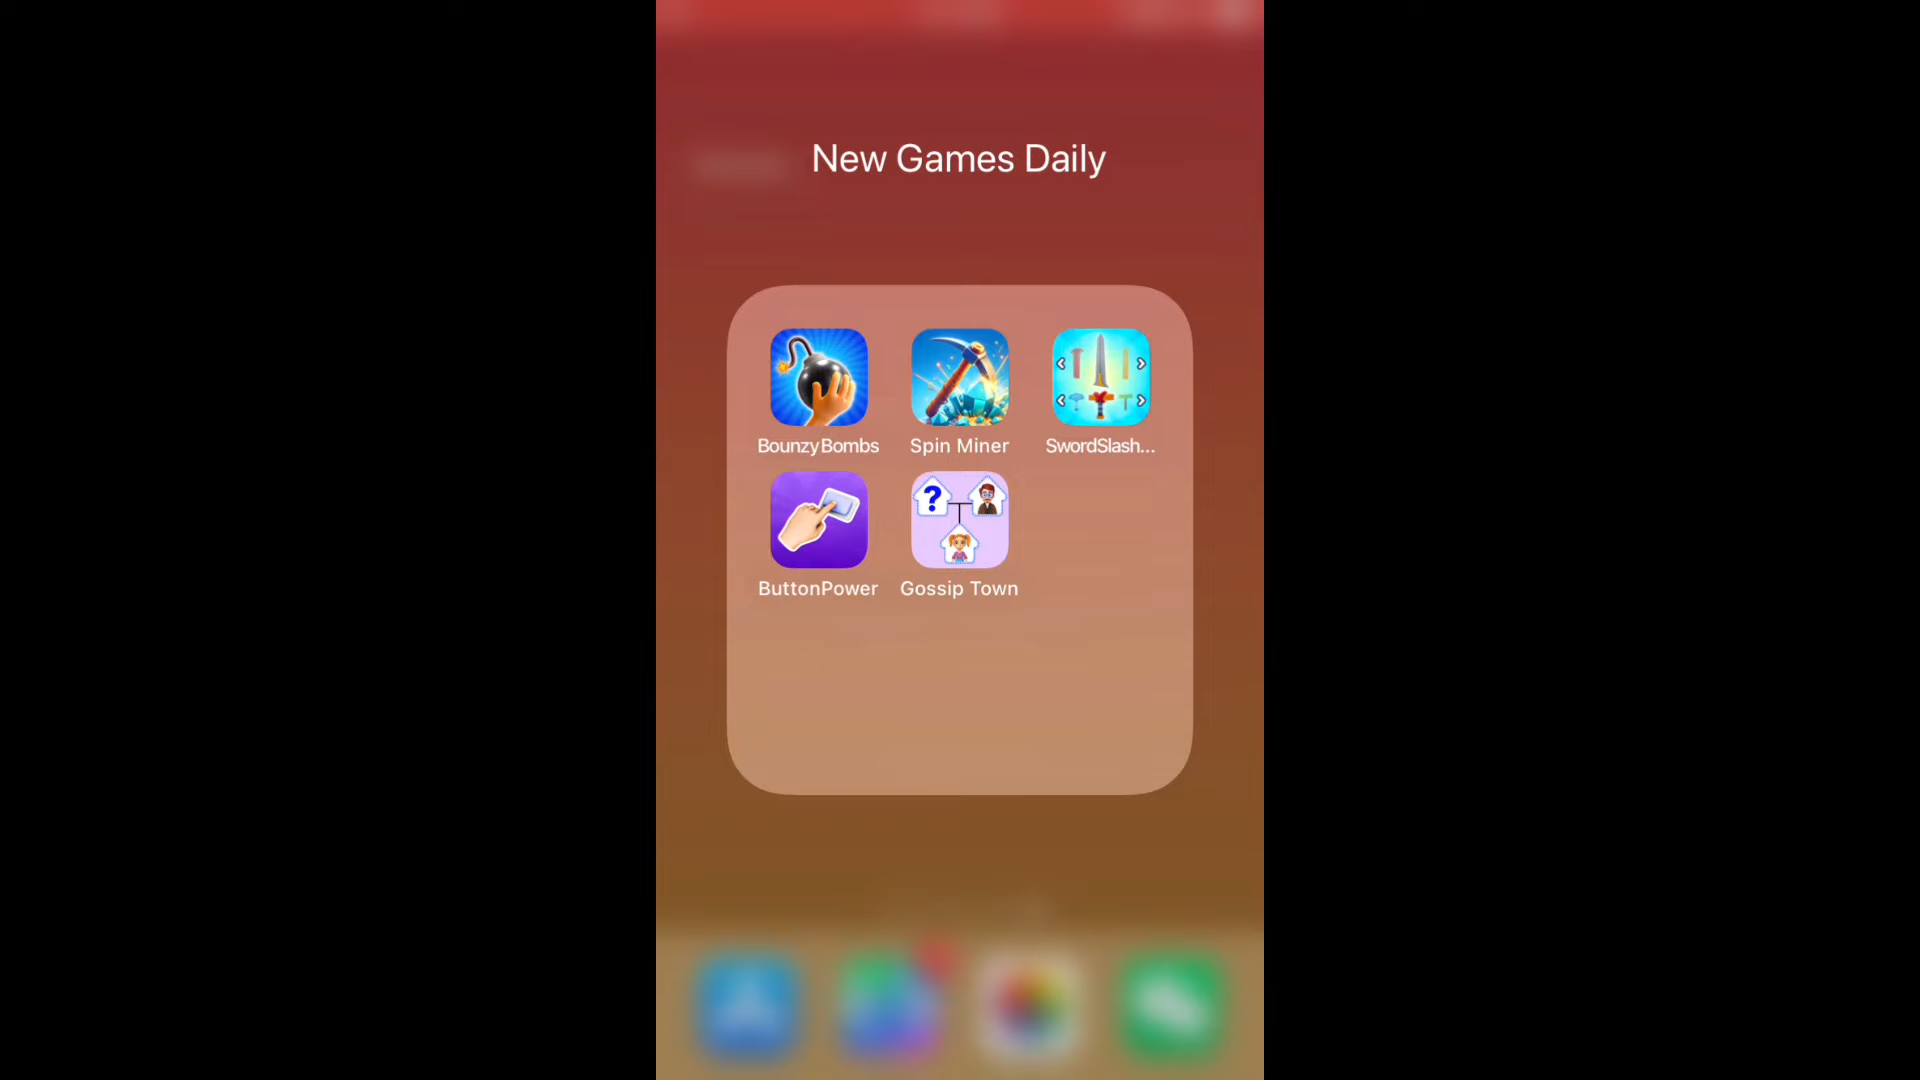 New Games Daily
BounzyBombs
Spin Miner
SwordSlash...
ButtonPower
?
Gossip Town